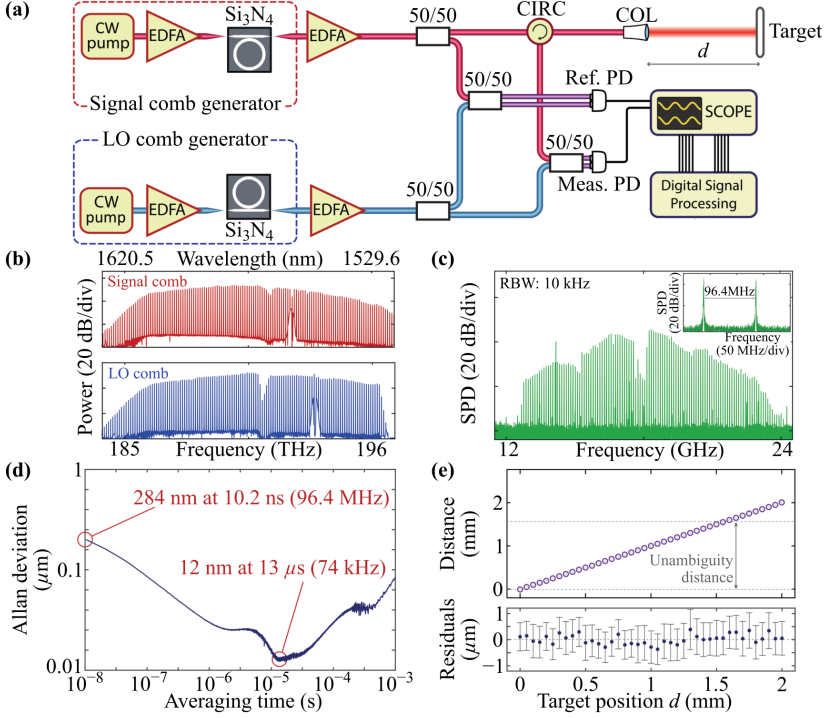 (a)
CW
pump
EDFA
Si₃N₄
EDFA
50/50
CIRC
COL
Target
d
Signal comb generator
50/50
Ref. PD
SCOPE
LO comb generator
50/50
50/50
Meas. PD
CW
pump
EDFA
Si₃N₄
EDFA
Digital Signal
Processing
(b)
1620.5 Wavelength (nm) 1529.6
Signal comb
LO comb
Power (20 dB/div)
185 Frequency (THz) 196
(c)
RBW: 10 kHz
SPD (20 dB/div)
12 Frequency (GHz) 24
96.4MHz
SPD
(20 dB/div)
Frequency
(50 MHz/div)
(d)
Allan deviation
(µm)
1
0.1
0.01
284 nm at 10.2 ns (96.4 MHz)
12 nm at 13 µs (74 kHz)
10⁻⁸ 10⁻⁷ 10⁻⁶ 10⁻⁵ 10⁻⁴ 10⁻³
Averaging time (s)
(e)
Distance
(mm)
2
1
0
Unambiguity
distance
Residuals
(µm)
1
0
−1
0 0.5 1.0 1.5 2
Target position d (mm)